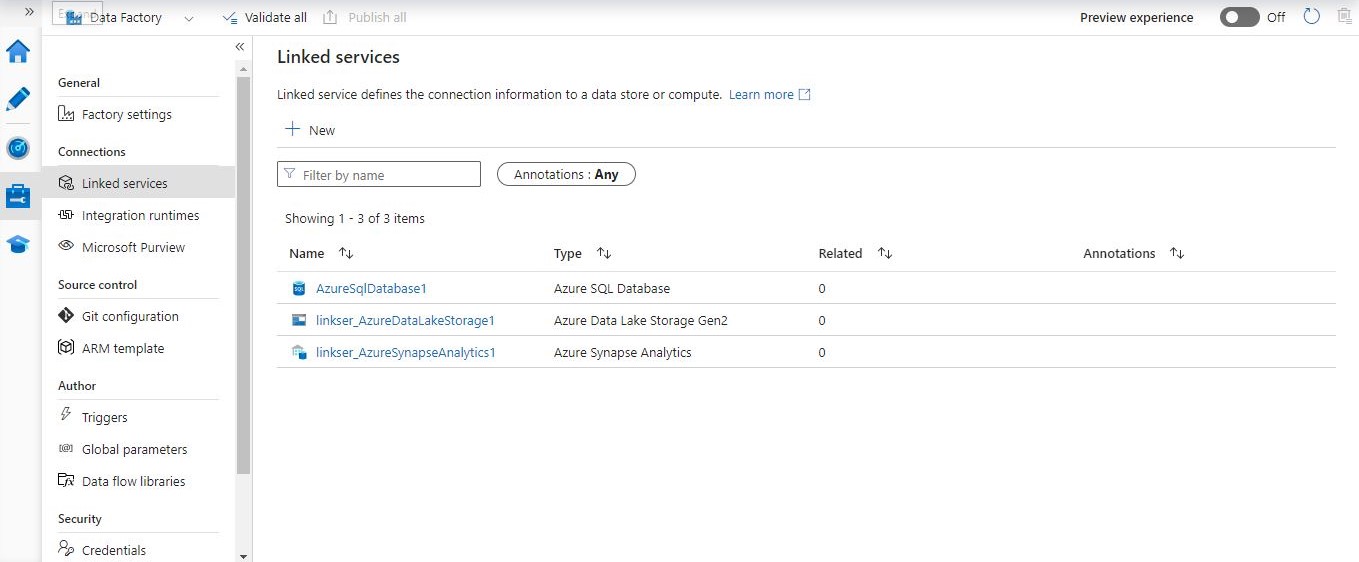 Data Factory Validate all Publish all Preview experience Off
General
Factory settings
Connections
Linked services
Integration runtimes
Microsoft Purview
Source control
Git configuration
ARM template
Author
Triggers
Global parameters
Data flow libraries
Security
Credentials
Linked services
Linked service defines the connection information to a data store or compute. Learn more
New
Filter by name Annotations : Any
Showing 1 - 3 of 3 items
Name Type Related Annotations
AzureSqlDatabase1 Azure SQL Database 0
linkser_AzureDataLakeStorage1 Azure Data Lake Storage Gen2 0
linkser_AzureSynapseAnalytics1 Azure Synapse Analytics 0